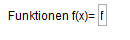 Funktionen f(x)= f